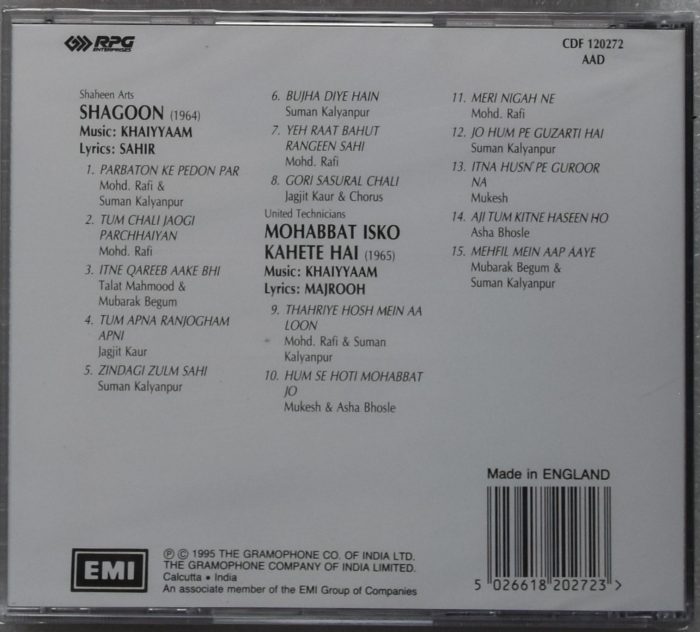 RPG
ENTERPRISES
CDF 120272
AAD
Shaheen Arts
SHAGOON (1964)
Music: KHAIYYAAM
Lyrics: SAHIR
1. PARBATON KE PEDON PAR
Mohd. Rafi &
Suman Kalyanpur
2. TUM CHALI JAOGI
PARCHHAIYAN
Mohd. Rafi
3. ITNE QAREEB AAKE BHI
Talat Mahmood &
Mubarak Begum
4. TUM APNA RANJOGHAM
APNI
Jagjit Kaur
5. ZINDAGI ZULM SAHI
Suman Kalyanpur
6. BUJHA DIYE HAIN
Suman Kalyanpur
7. YEH RAAT BAHUT
RANGEEN SAHI
Mohd. Rafi
8. GORI SASURAL CHALI
Jagjit Kaur & Chorus
United Technicians
MOHABBAT ISKO
KAHETE HAI (1965)
Music: KHAIYYAAM
Lyrics: MAJROOH
9. THAHRIYE HOSH MEIN AA
LOON
Mohd. Rafi & Suman
Kalyanpur
10. HUM SE HOTI MOHABBAT
JO
Mukesh & Asha Bhosle
11. MERI NIGAH NE
Mohd. Rafi
12. JO HUM PE GUZARTI HAI
Suman Kalyanpur
13. ITNA HUSN PE GUROOR
NA
Mukesh
14. AJI TUM KITNE HASEEN HO
Asha Bhosle
15. MEHFIL MEIN AAP AAYE
Mubarak Begum &
Suman Kalyanpur
Made in ENGLAND
5 026618 202723 >
EMI
℗ © 1995 THE GRAMOPHONE CO. OF INDIA LTD.
THE GRAMOPHONE COMPANY OF INDIA LIMITED.
Calcutta • India
An associate member of the EMI Group of Companies